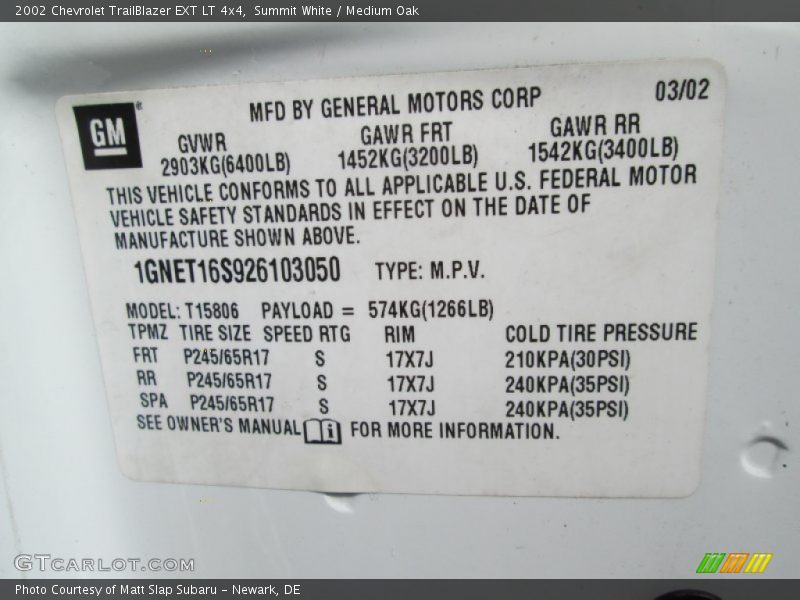 2002 Chevrolet TrailBlazer EXT LT 4x4, Summit White / Medium Oak
GM
MFD BY GENERAL MOTORS CORP 03/02
GVWR GAWR FRT GAWR RR
2903KG(6400LB) 1452KG(3200LB) 1542KG(3400LB)
THIS VEHICLE CONFORMS TO ALL APPLICABLE U.S. FEDERAL MOTOR
VEHICLE SAFETY STANDARDS IN EFFECT ON THE DATE OF
MANUFACTURE SHOWN ABOVE.
1GNET16S926103050 TYPE: M.P.V.
MODEL: T15806 PAYLOAD = 574KG(1266LB)
TPMZ TIRE SIZE SPEED RTG RIM COLD TIRE PRESSURE
FRT P245/65R17 S 17X7J 210KPA(30PSI)
RR P245/65R17 S 17X7J 240KPA(35PSI)
SPA P245/65R17 S 17X7J 240KPA(35PSI)
SEE OWNER'S MANUAL i FOR MORE INFORMATION.
GTCARLOT.COM
Photo Courtesy of Matt Slap Subaru - Newark, DE